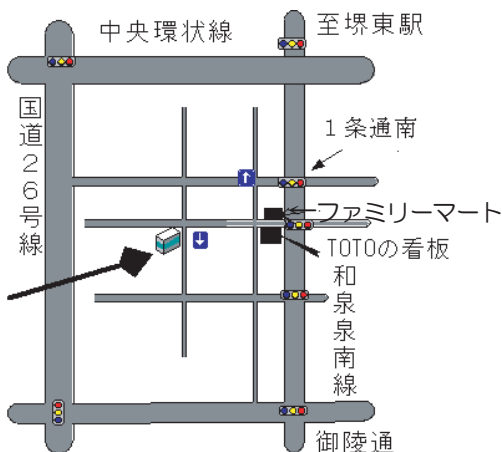 中央環状線
至堺東駅
国道26号線
1条通南
ファミリーマート
TOTOの看板
和泉泉南線
御陵通